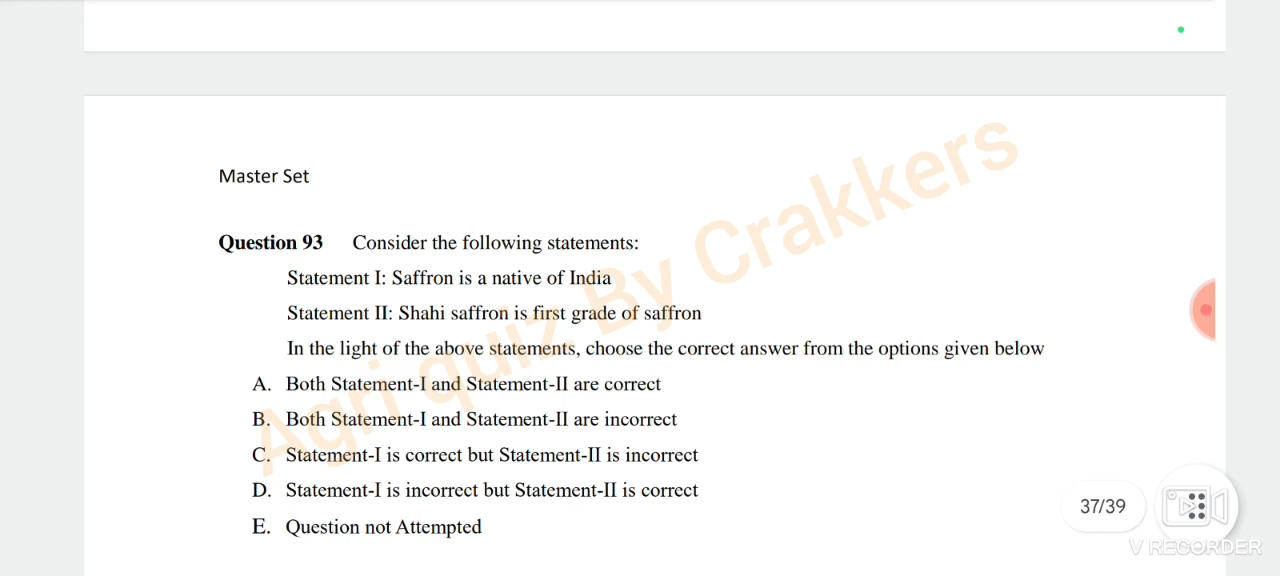 Master Set
Question 93 Consider the following statements:
Statement I: Saffron is a native of India
Statement II: Shahi saffron is first grade of saffron
In the light of the above statements, choose the correct answer from the options given below
A. Both Statement-I and Statement-II are correct
B. Both Statement-I and Statement-II are incorrect
C. Statement-I is correct but Statement-II is incorrect
D. Statement-I is incorrect but Statement-II is correct
E. Question not Attempted
Agri quiz By Crakkers
37/39
V RECORDER